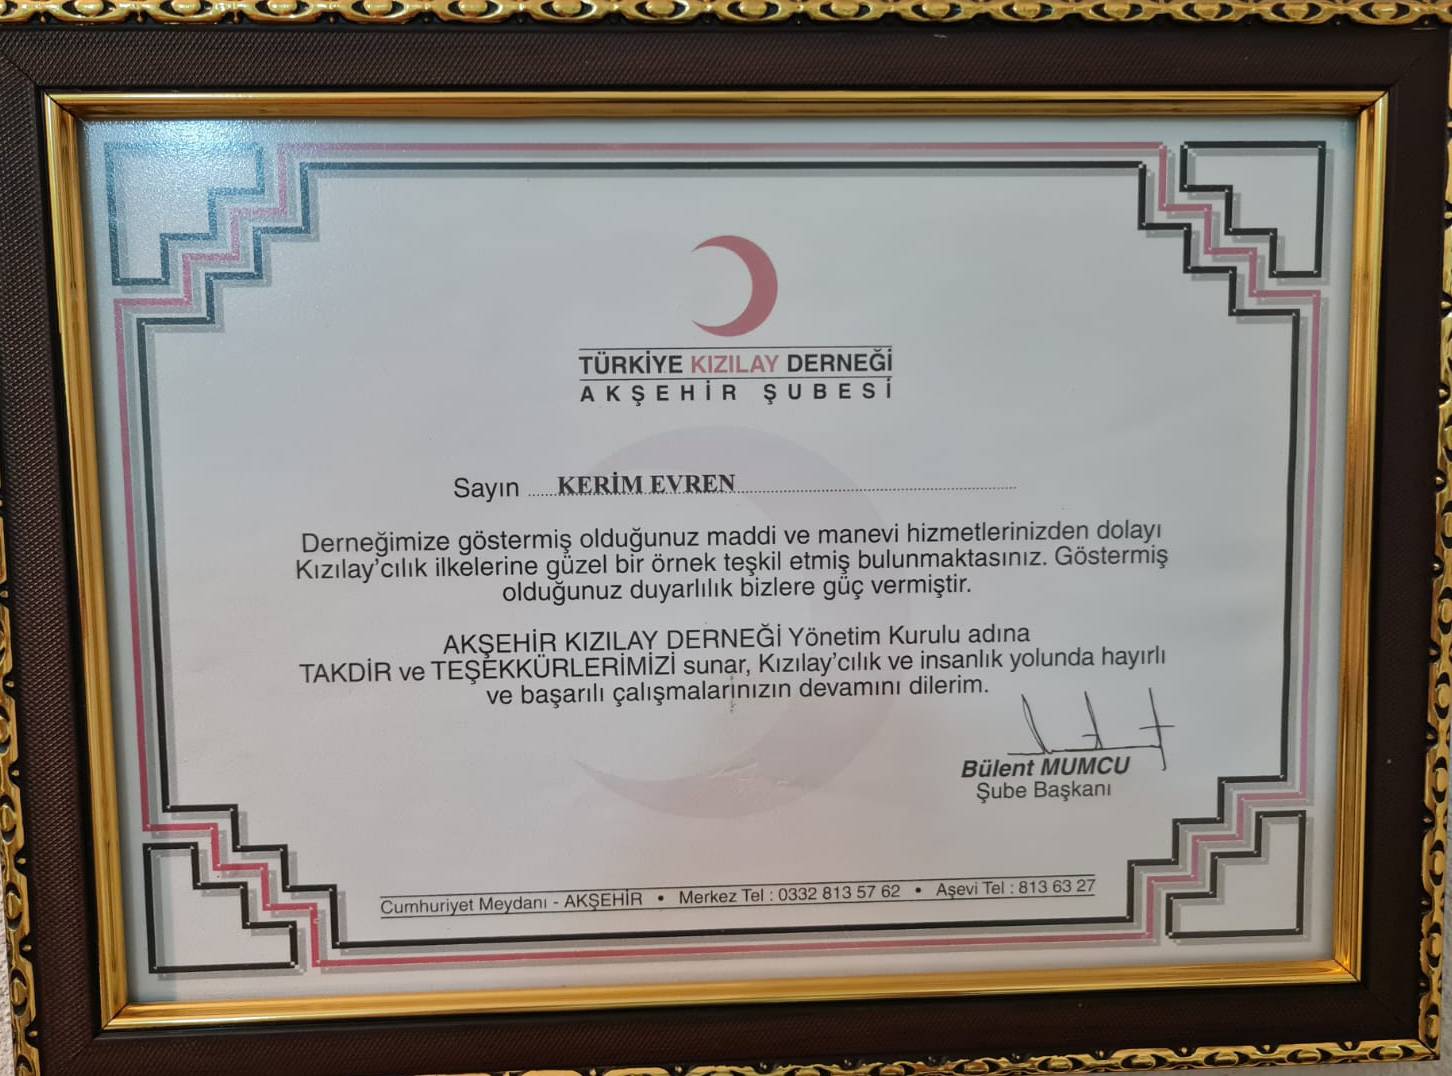 TÜRKİYE KIZILAY DERNEĞİ
AKŞEHİR ŞUBESİ
Sayın ..... KERİM EVREN
Derneğimize göstermiş olduğunuz maddi ve manevi hizmetlerinizden dolayı
Kızılay'cılık ilkelerine güzel bir örnek teşkil etmiş bulunmaktasınız. Göstermiş
olduğunuz duyarlılık bizlere güç vermiştir.
AKŞEHİR KIZILAY DERNEĞİ Yönetim Kurulu adına
TAKDİR ve TEŞEKKÜRLERİMİZİ sunar, Kızılay'cılık ve insanlık yolunda hayırlı
ve başarılı çalışmalarınızın devamını dilerim.
Bülent MUMCU
Şube Başkanı
Cumhuriyet Meydanı - AKŞEHİR • Merkez Tel : 0332 813 57 62 • Aşevi Tel : 813 63 27